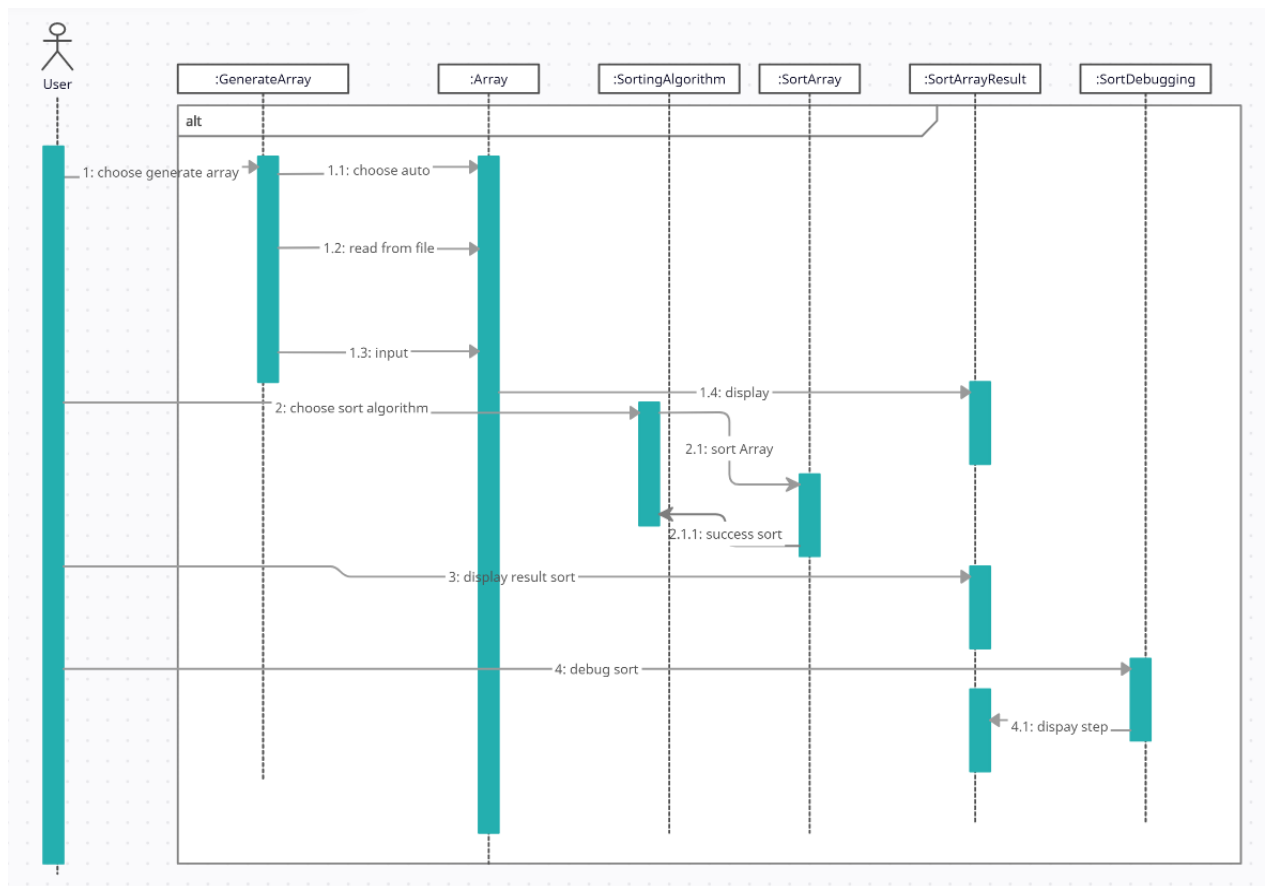 User
:GenerateArray
:Array
:SortingAlgorithm
:SortArray
:SortArrayResult
:SortDebugging
alt
1: choose generate array
1.1: choose auto
1.2: read from file
1.3: input
1.4: display
2: choose sort algorithm
2.1: sort Array
2.1.1: success sort
3: display result sort
4: debug sort
4.1: dispay step